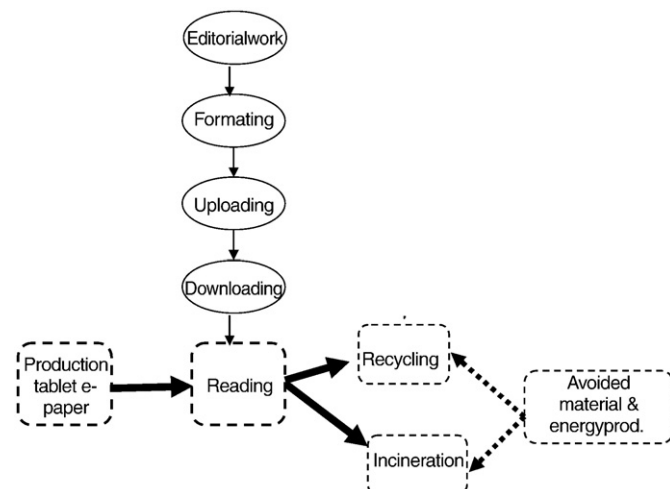 Editorialwork
Formating
Uploading
Downloading
Production
tablet e-
paper
Reading
Recycling
Incineration
Avoided
material &
energyprod.